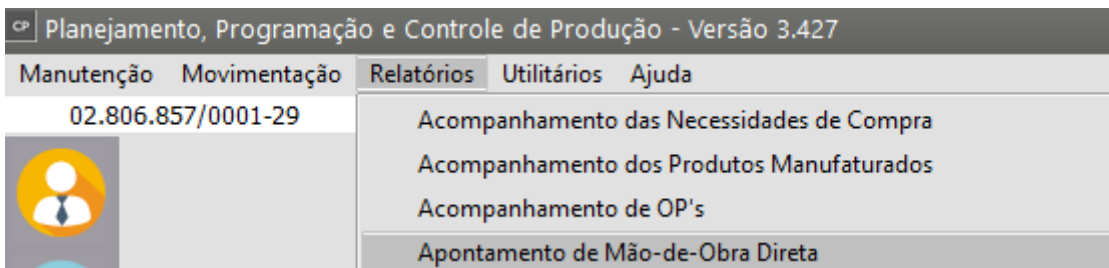 CP Planejamento, Programação e Controle de Produção - Versão 3.427
Manutenção Movimentação Relatórios Utilitários Ajuda
02.806.857/0001-29
Acompanhamento das Necessidades de Compra
Acompanhamento dos Produtos Manufaturados
Acompanhamento de OP's
Apontamento de Mão-de-Obra Direta